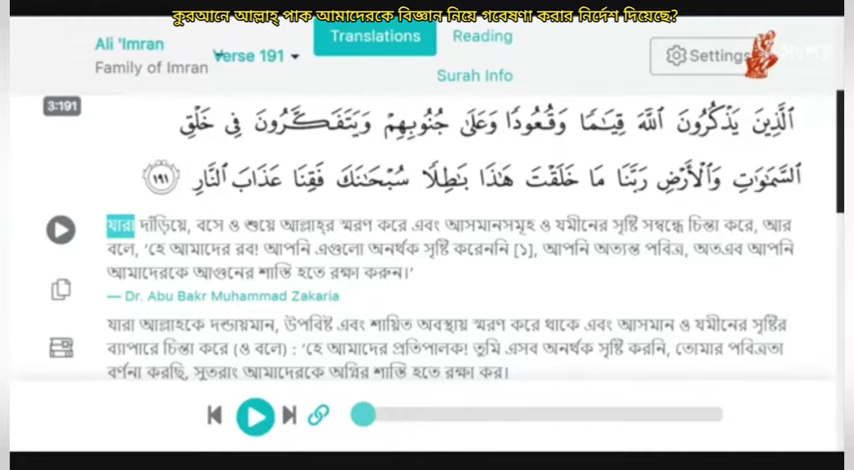 কুরআনে আল্লাহ্ পাক আমাদেরকে বিজ্ঞান নিয়ে গবেষণা করার নির্দেশ দিয়েছে?
Ali 'Imran
Family of Imran
Verse 191
Translations
Reading
Surah Info
Settings
3:191
ٱلَّذِينَ يَذْكُرُونَ ٱللَّهَ قِيَٰمًا وَقُعُودًا وَعَلَىٰ جُنُوبِهِمْ وَيَتَفَكَّرُونَ فِى خَلْقِ
ٱلسَّمَٰوَٰتِ وَٱلْأَرْضِ رَبَّنَا مَا خَلَقْتَ هَٰذَا بَٰطِلًا سُبْحَٰنَكَ فَقِنَا عَذَابَ ٱلنَّارِ ١٩١
যারা দাঁড়িয়ে, বসে ও শুয়ে আল্লাহ্‌র স্মরণ করে এবং আসমানসমূহ ও যমীনের সৃষ্টি সম্বন্ধে চিন্তা করে, আর
বলে, ‘হে আমাদের রব! আপনি এগুলো অনর্থক সৃষ্টি করেননি [১], আপনি অত্যন্ত পবিত্র, অতএব আপনি
আমাদেরকে আগুনের শাস্তি হতে রক্ষা করুন।’
— Dr. Abu Bakr Muhammad Zakaria
যারা আল্লাহকে দন্ডায়মান, উপবিষ্ট এবং শায়িত অবস্থায় স্মরণ করে থাকে এবং আসমান ও যমীনের সৃষ্টির
ব্যাপারে চিন্তা করে (ও বলে) : ‘হে আমাদের প্রতিপালক! তুমি এসব অনর্থক সৃষ্টি করনি, তোমার পবিত্রতা
বর্ণনা করছি, সুতরাং আমাদেরকে অগ্নির শাস্তি হতে রক্ষা কর।